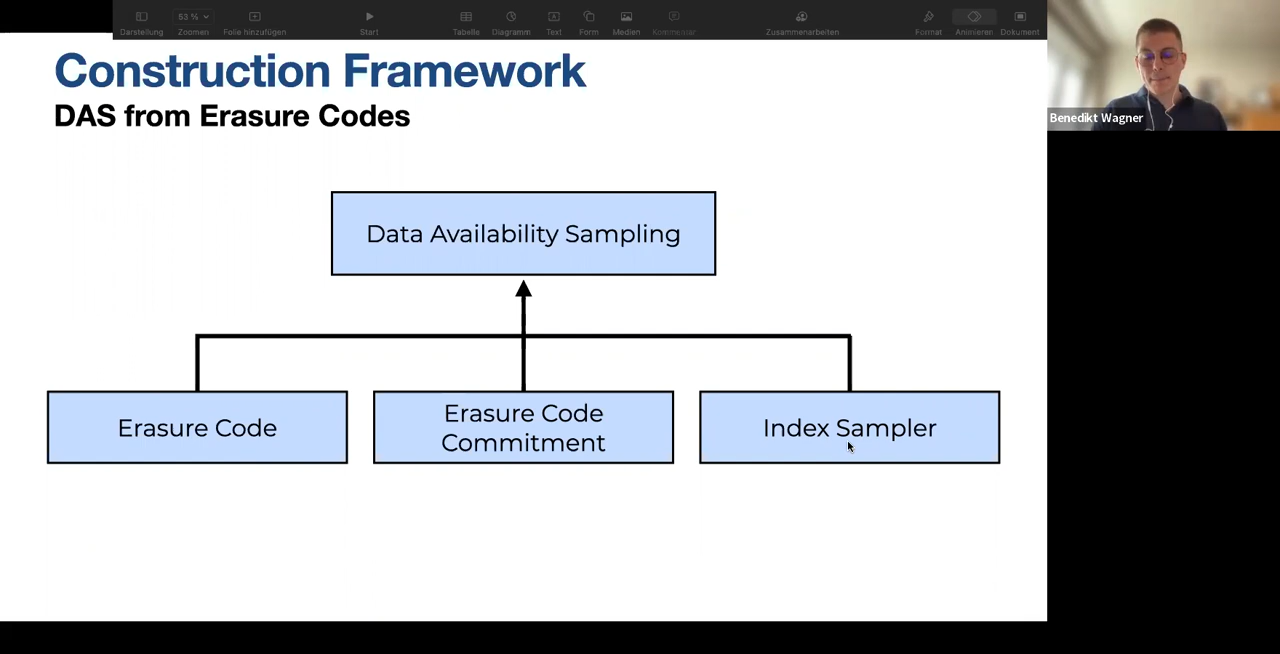 53 %
Darstellung Zoomen Folie hinzufügen Start Tabelle Diagramm Text Form Medien Kommentar Zusammenarbeiten Format Animieren Dokument
Construction Framework
DAS from Erasure Codes
Benedikt Wagner
Data Availability Sampling
Erasure Code
Erasure Code
Commitment
Index Sampler